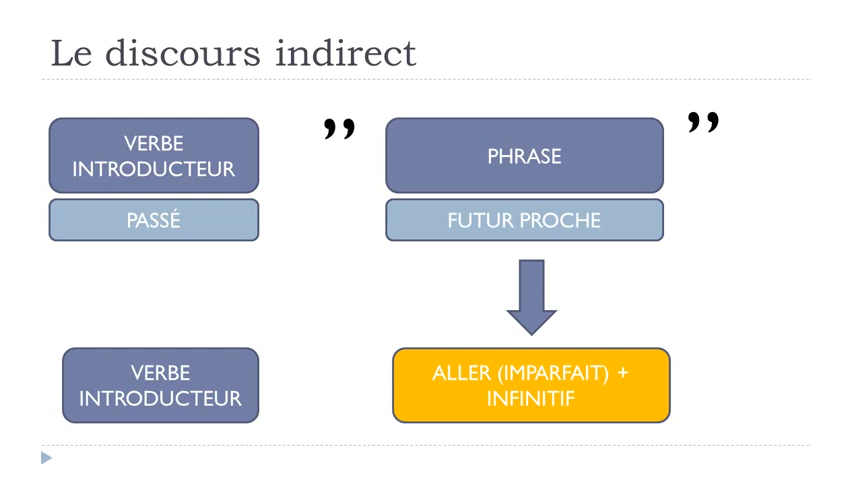 Le discours indirect
VERBE
INTRODUCTEUR
”
PHRASE
”
PASSÉ
FUTUR PROCHE
VERBE
INTRODUCTEUR
ALLER (IMPARFAIT) +
INFINITIF